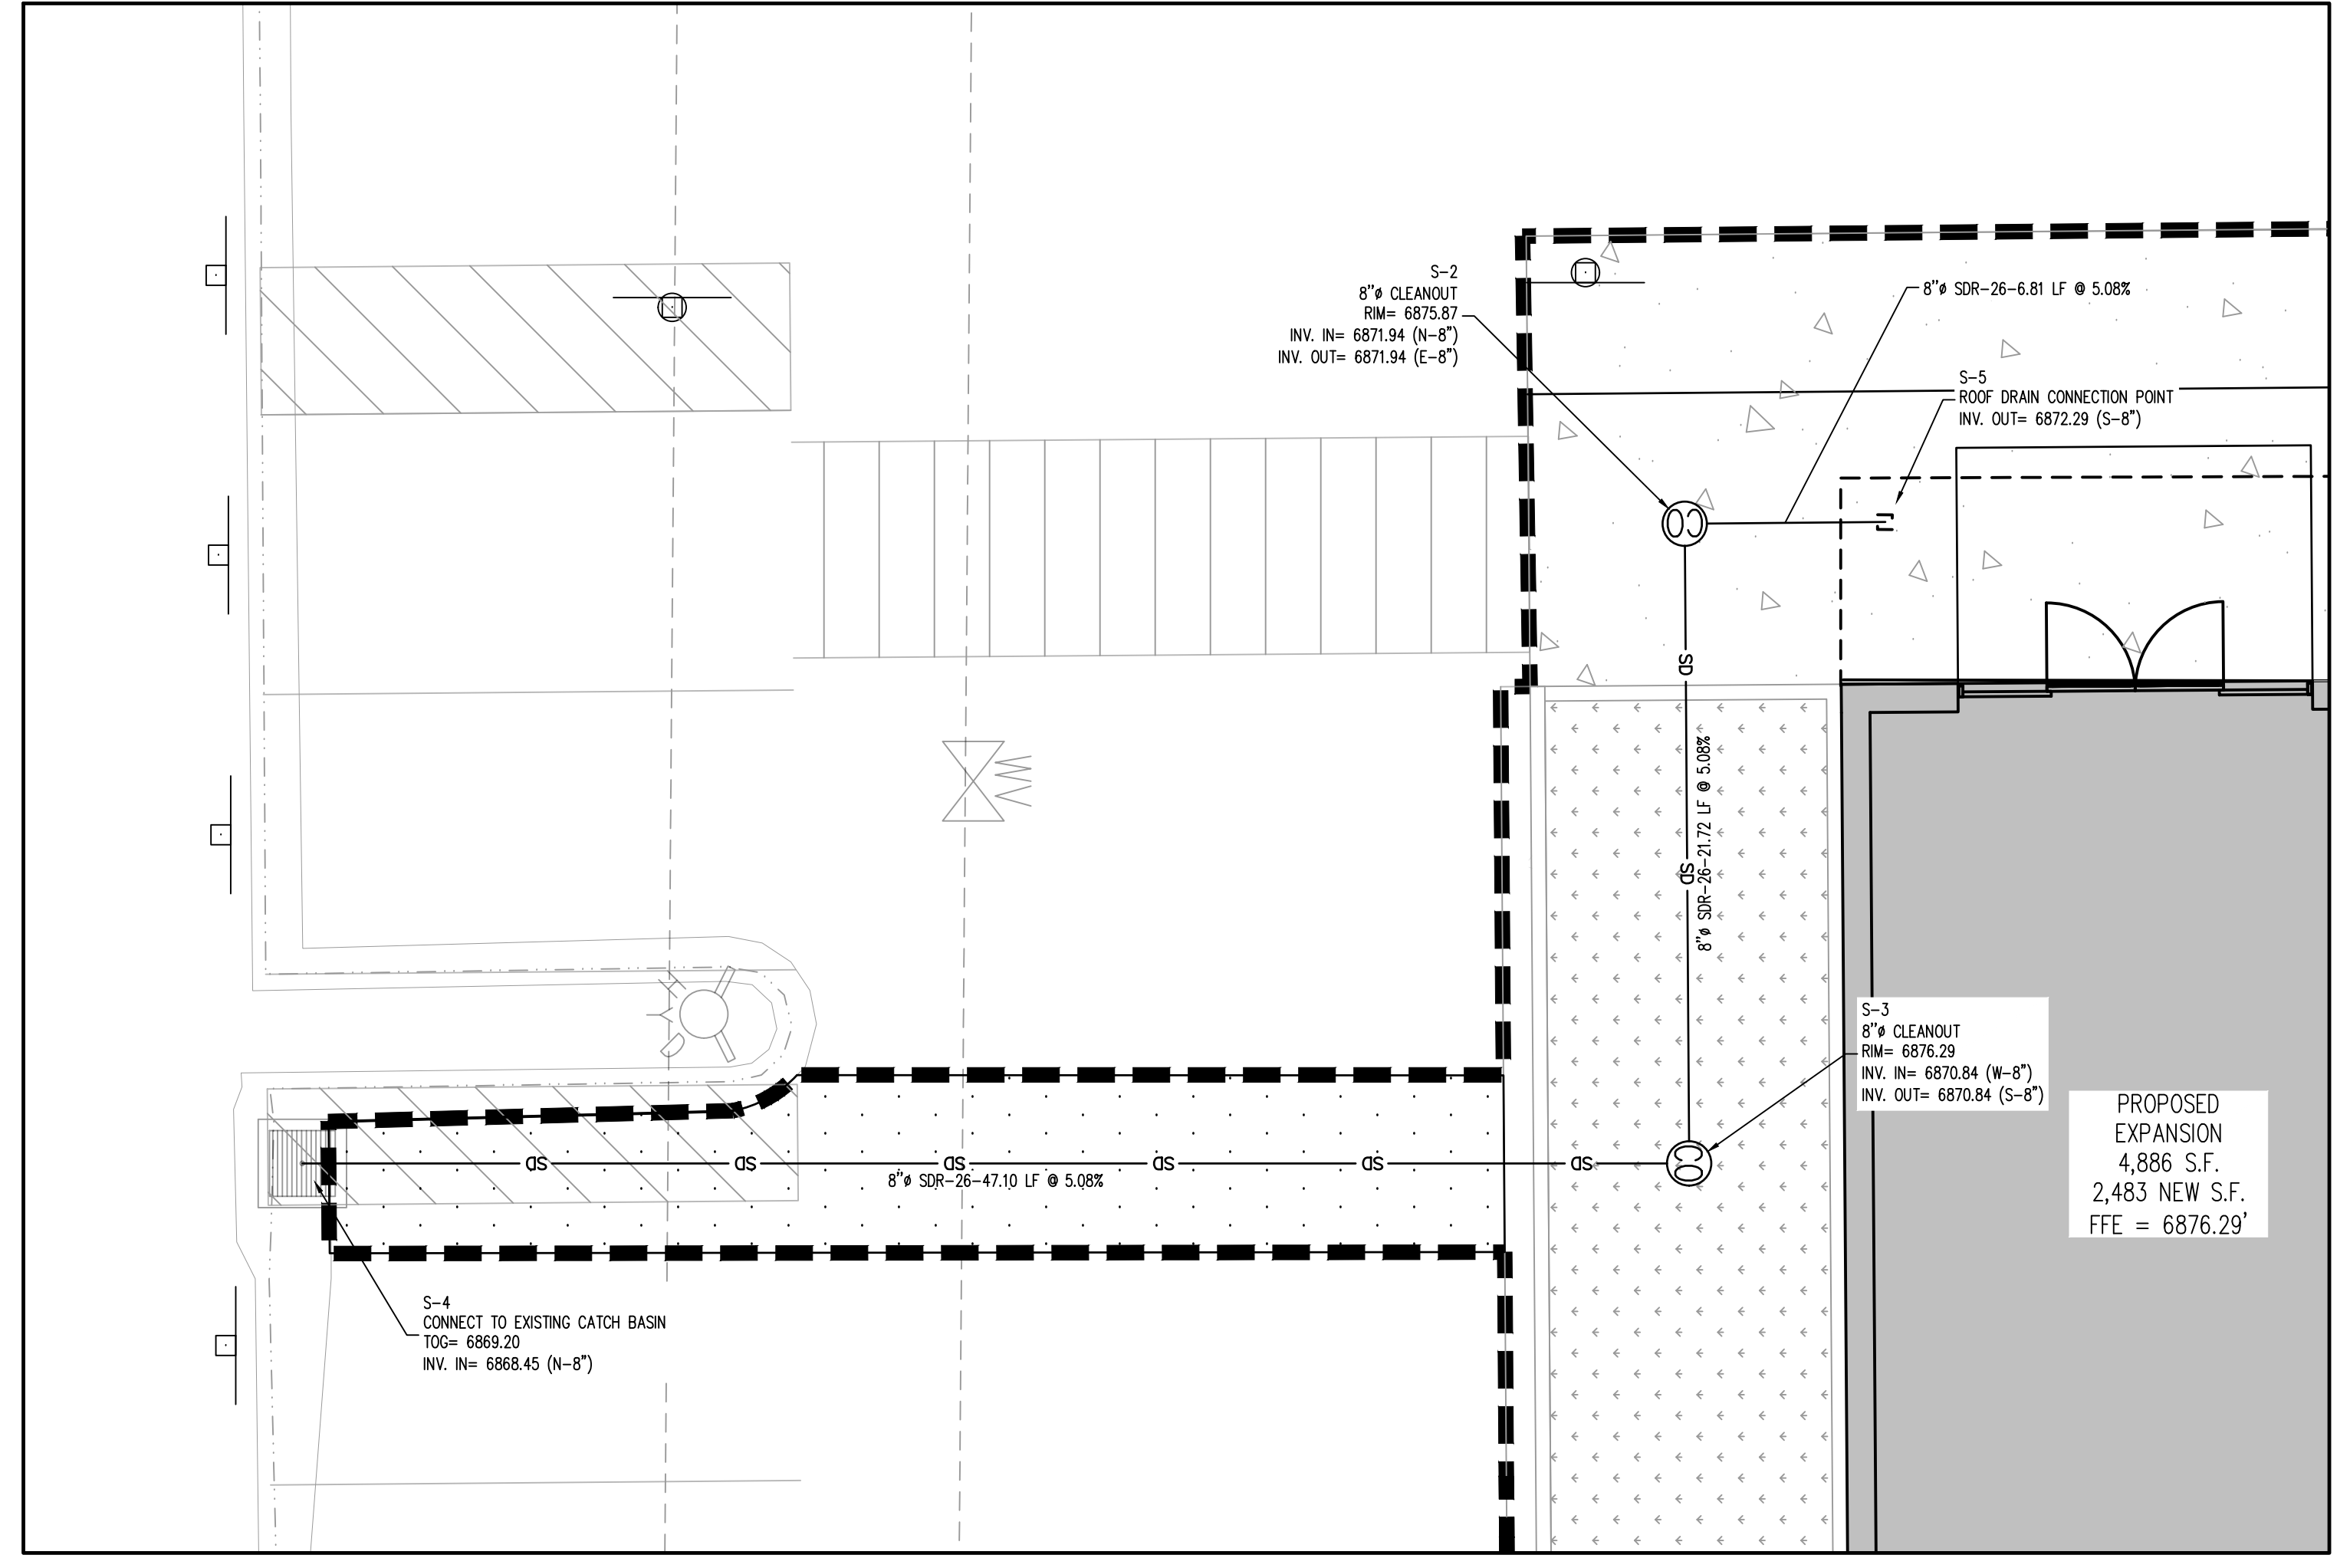 S-2
8"ø CLEANOUT
RIM= 6875.87
INV. IN= 6871.94 (N-8")
INV. OUT= 6871.94 (E-8")
8"ø SDR-26-6.81 LF @ 5.08%
S-5
ROOF DRAIN CONNECTION POINT
INV. OUT= 6872.29 (S-8")
CO
SD
8"ø SDR-26-21.72 LF @ 5.08%
SD
S-3
8"ø CLEANOUT
RIM= 6876.29
INV. IN= 6870.84 (W-8")
INV. OUT= 6870.84 (S-8")
PROPOSED
EXPANSION
4,886 S.F.
2,483 NEW S.F.
FFE = 6876.29'
SD SD SD SD SD SD CO
8"ø SDR-26-47.10 LF @ 5.08%
S-4
CONNECT TO EXISTING CATCH BASIN
TOG= 6869.20
INV. IN= 6868.45 (N-8")